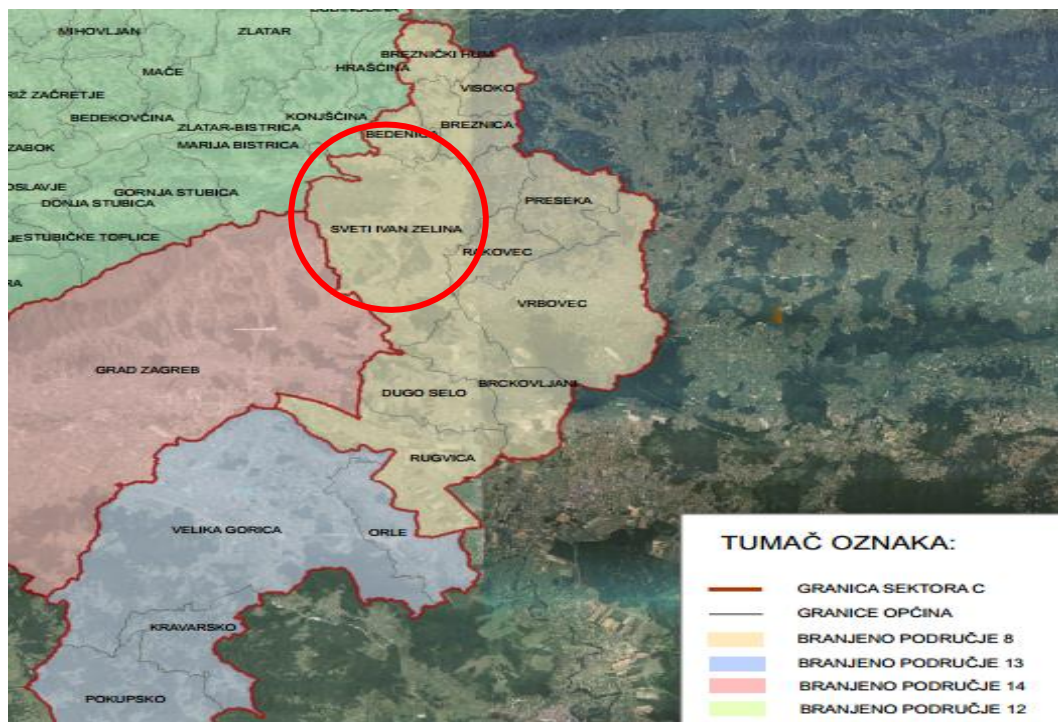 MIHOVLJAN
ZLATAR
BREZNIČKI HUM
HRAŠĆINA
MAČE
VISOKO
RIŽ ZAČRETJE
BEDEKOVČINA
KONJŠČINA
ZLATAR-BISTRICA
BREZNICA
BEDENICA
ZABOK
MARIJA BISTRICA
OSLAVJE
GORNJA STUBICA
DONJA STUBICA
PRESEKA
SVETI IVAN ZELINA
STUBIČKE TOPLICE
RAKOVEC
VRBOVEC
GRAD ZAGREB
BRCKOVLJANI
DUGO SELO
RUGVICA
VELIKA GORICA
ORLE
KRAVARSKO
POKUPSKO
TUMAČ OZNAKA:
GRANICA SEKTORA C
GRANICE OPĆINA
BRANJENO PODRUČJE 8
BRANJENO PODRUČJE 13
BRANJENO PODRUČJE 14
BRANJENO PODRUČJE 12